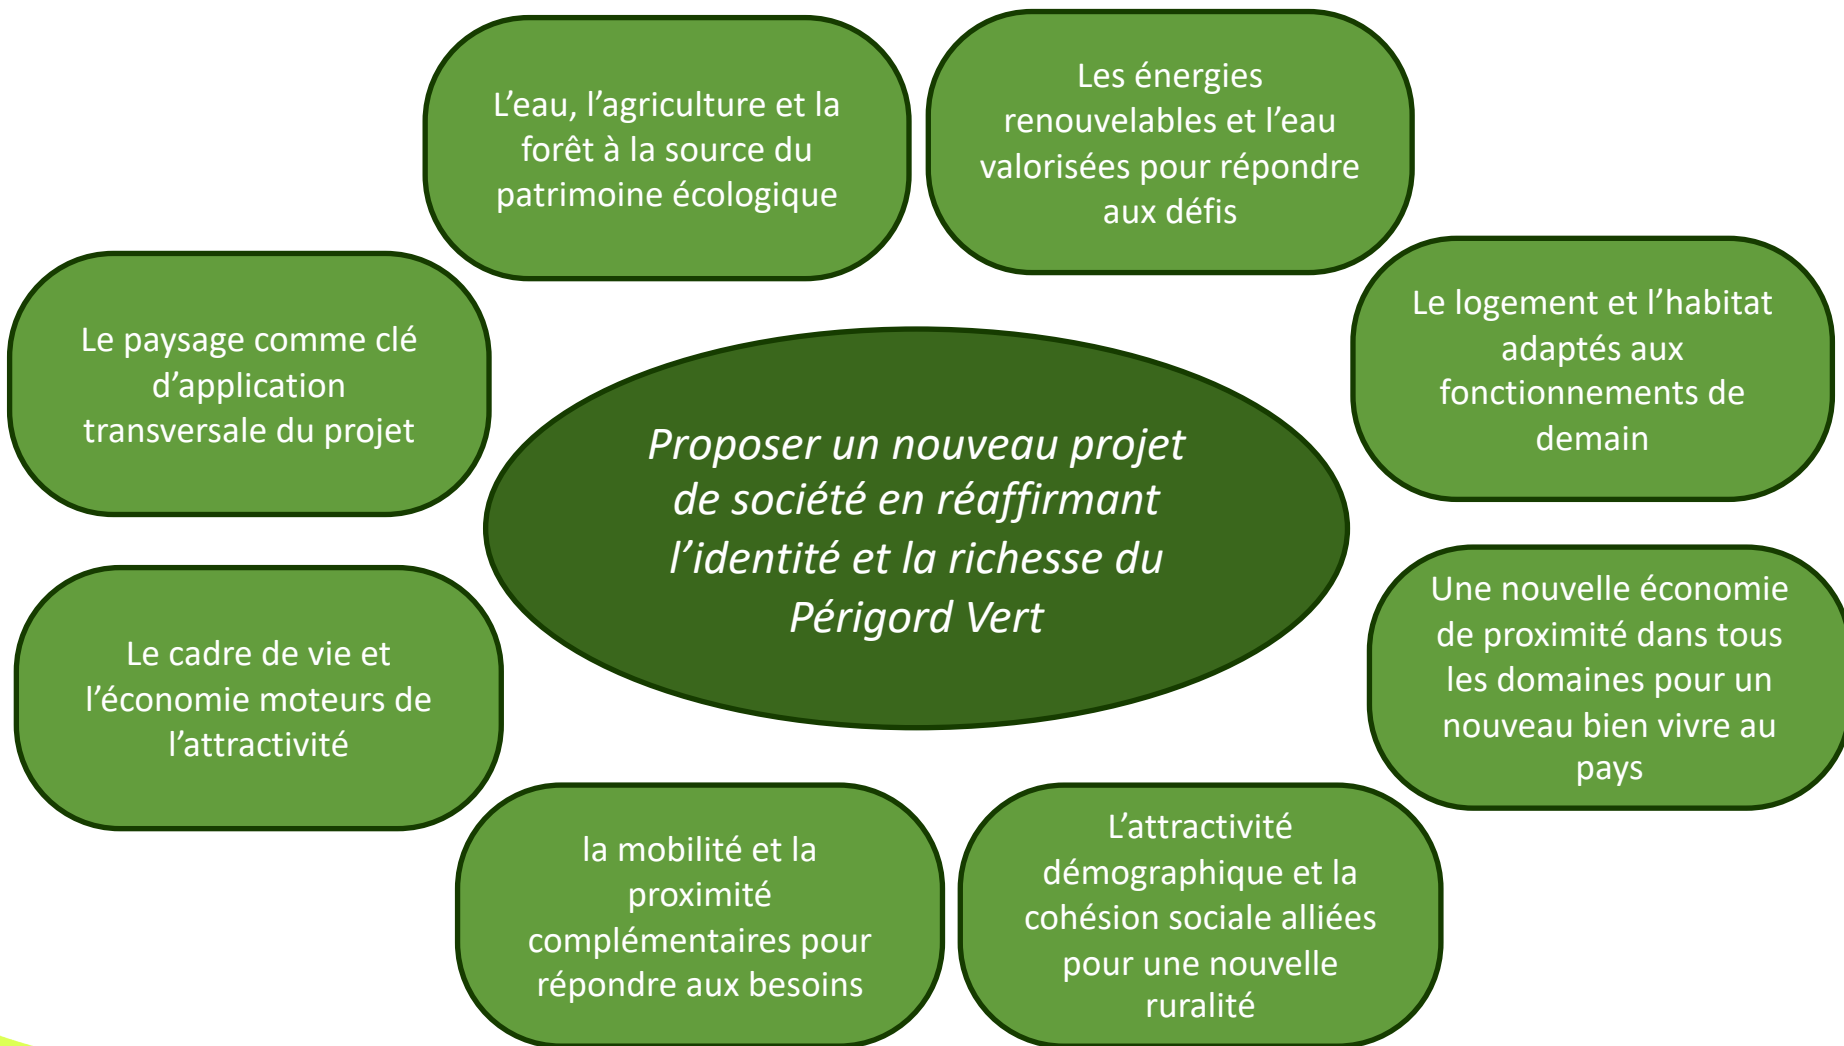 L’eau, l’agriculture et la
forêt à la source du
patrimoine écologique
Les énergies
renouvelables et l’eau
valorisées pour répondre
aux défis
Le paysage comme clé
d’application
transversale du projet
Le logement et l’habitat
adaptés aux
fonctionnements de
demain
Proposer un nouveau projet
de société en réaffirmant
l’identité et la richesse du
Périgord Vert
Le cadre de vie et
l’économie moteurs de
l’attractivité
Une nouvelle économie
de proximité dans tous
les domaines pour un
nouveau bien vivre au
pays
la mobilité et la
proximité
complémentaires pour
répondre aux besoins
L’attractivité
démographique et la
cohésion sociale alliées
pour une nouvelle
ruralité